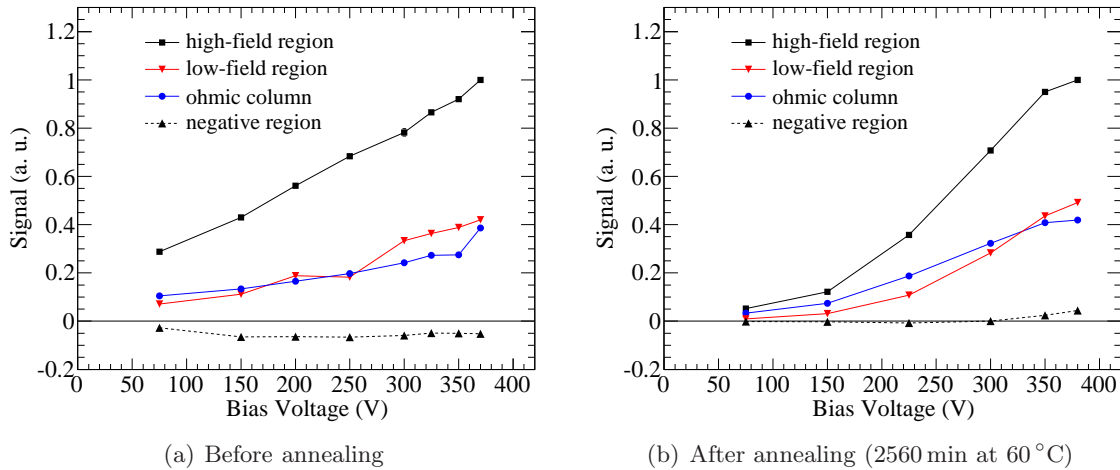 1.2
1
0.8
0.6
0.4
0.2
0
-0.2
Signal (a. u.)
high-field region
low-field region
ohmic column
negative region
0 50 100 150 200 250 300 350 400
Bias Voltage (V)
(a) Before annealing
1.2
1
0.8
0.6
0.4
0.2
0
-0.2
Signal (a. u.)
high-field region
low-field region
ohmic column
negative region
0 50 100 150 200 250 300 350 400
Bias Voltage (V)
(b) After annealing (2560 min at 60 °C)